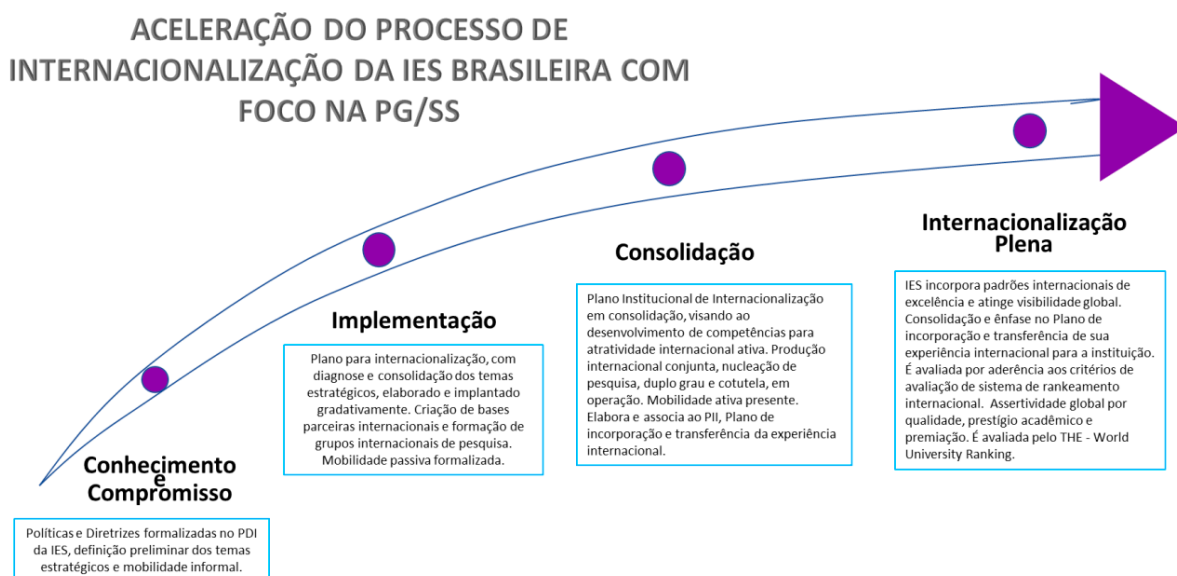 ACELERAÇÃO DO PROCESSO DE
INTERNACIONALIZAÇÃO DA IES BRASILEIRA COM
FOCO NA PG/SS
Conhecimento
e
Compromisso
Políticas e Diretrizes formalizadas no PDI
da IES, definição preliminar dos temas
estratégicos e mobilidade informal.
Implementação
Plano para internacionalização, com
diagnose e consolidação dos temas
estratégicos, elaborado e implantado
gradativamente. Criação de bases
parceiras internacionais e formação de
grupos internacionais de pesquisa.
Mobilidade passiva formalizada.
Consolidação
Plano Institucional de Internacionalização
em consolidação, visando ao
desenvolvimento de competências para
atratividade internacional ativa. Produção
internacional conjunta, nucleação de
pesquisa, duplo grau e cotutela, em
operação. Mobilidade ativa presente.
Elabora e associa ao PII, Plano de
incorporação e transferência da experiência
internacional.
Internacionalização
Plena
IES incorpora padrões internacionais de
excelência e atinge visibilidade global.
Consolidação e ênfase no Plano de
incorporação e transferência de sua
experiência internacional para a instituição.
É avaliada por aderência aos critérios de
avaliação de sistema de rankeamento
internacional. Assertividade global por
qualidade, prestígio acadêmico e
premiação. É avaliada pelo THE - World
University Ranking.